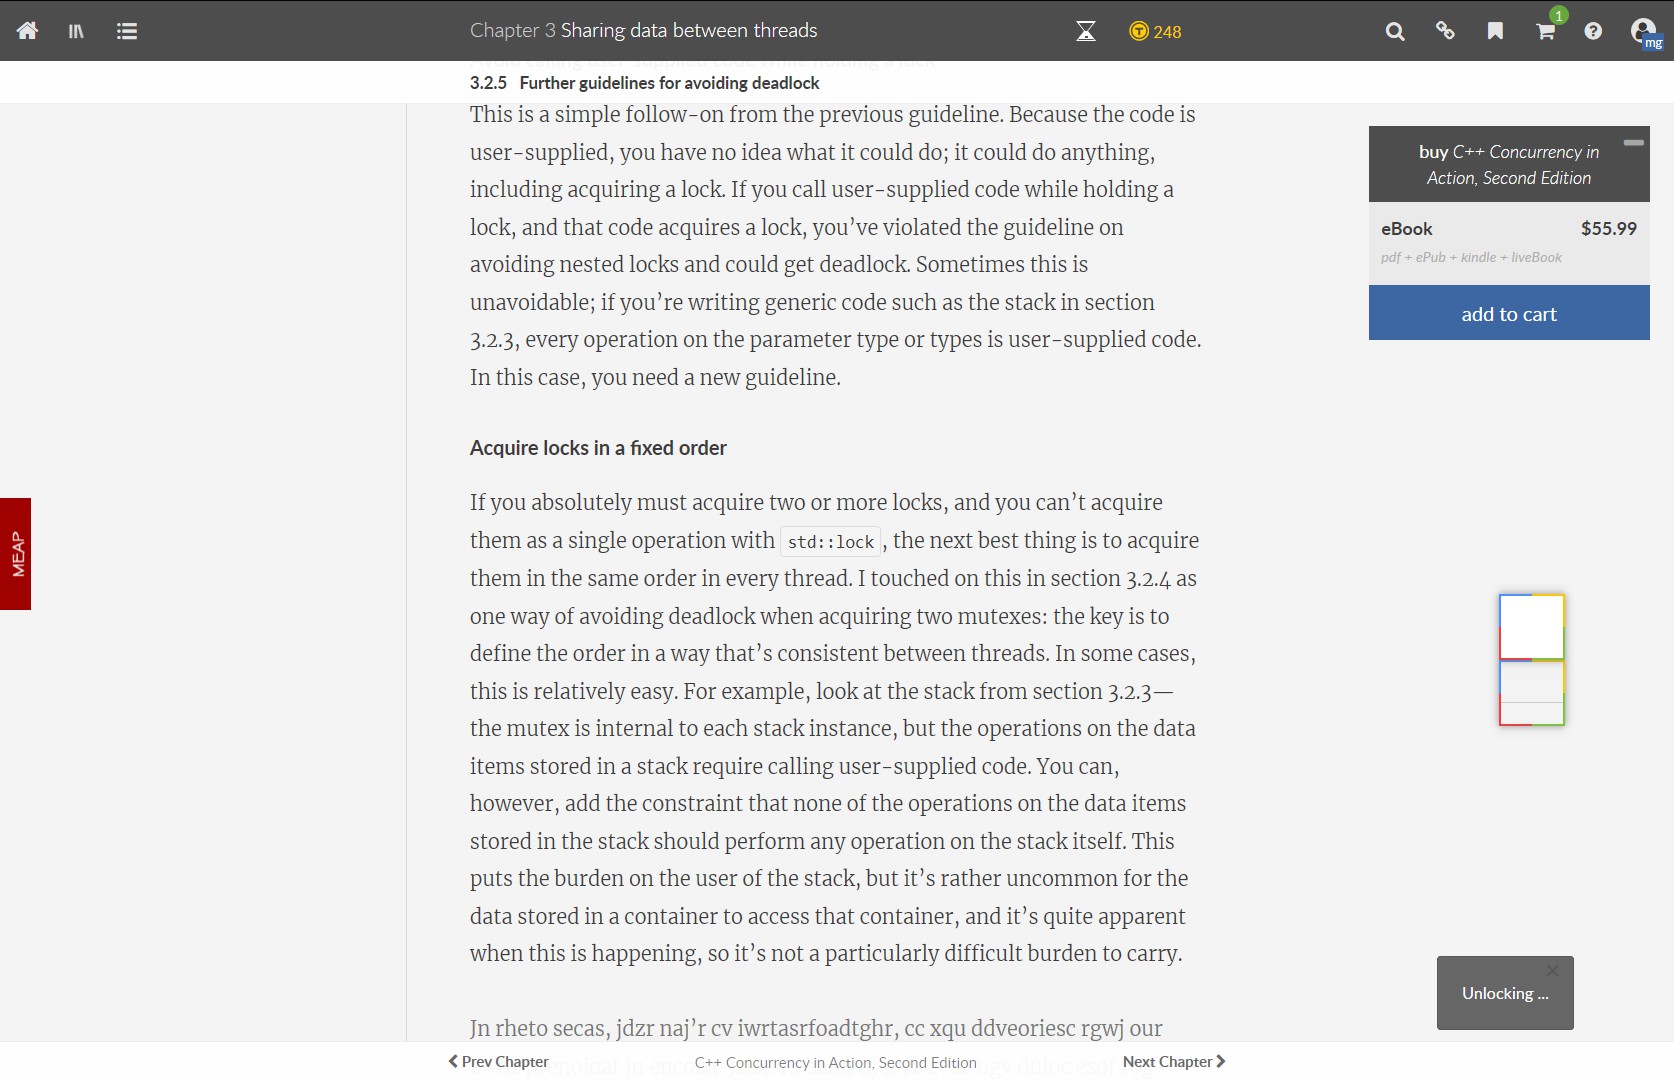 Chapter 3 Sharing data between threads
248
1
mg
3.2.5 Further guidelines for avoiding deadlock
This is a simple follow-on from the previous guideline. Because the code is
user-supplied, you have no idea what it could do; it could do anything,
including acquiring a lock. If you call user-supplied code while holding a
lock, and that code acquires a lock, you’ve violated the guideline on
avoiding nested locks and could get deadlock. Sometimes this is
unavoidable; if you’re writing generic code such as the stack in section
3.2.3, every operation on the parameter type or types is user-supplied code.
In this case, you need a new guideline.
Acquire locks in a fixed order
If you absolutely must acquire two or more locks, and you can’t acquire
them as a single operation with std::lock, the next best thing is to acquire
them in the same order in every thread. I touched on this in section 3.2.4 as
one way of avoiding deadlock when acquiring two mutexes: the key is to
define the order in a way that’s consistent between threads. In some cases,
this is relatively easy. For example, look at the stack from section 3.2.3—
the mutex is internal to each stack instance, but the operations on the data
items stored in a stack require calling user-supplied code. You can,
however, add the constraint that none of the operations on the data items
stored in the stack should perform any operation on the stack itself. This
puts the burden on the user of the stack, but it’s rather uncommon for the
data stored in a container to access that container, and it’s quite apparent
when this is happening, so it’s not a particularly difficult burden to carry.
Jn rheto secas, jdzr naj’r cv iwrtasrfoadtghr, cc xqu ddveoriesc rgwj our
MEAP
buy C++ Concurrency in
Action, Second Edition
eBook $55.99
pdf + ePub + kindle + liveBook
add to cart
Unlocking ...
Prev Chapter
C++ Concurrency in Action, Second Edition
Next Chapter